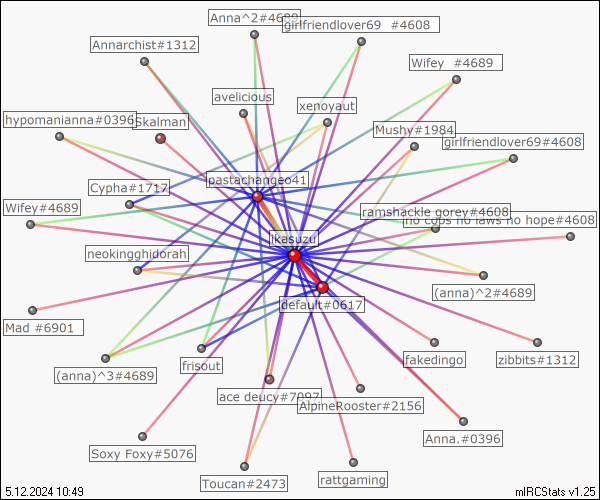 Anna^2#4689
girlfriendlover69 #4608
Annarchist#1312
Wifey #4689
avelicious
xenoyaut
hypomanianna#0396
Skalman
Mushy#1984
girlfriendlover69#4608
pastachangeo41
Cypha#1717
Wifey#4689
ramshackle gorey#4608
no cops no laws no hope#4608
ikasuzu
neokingghidorah
(anna)^2#4689
default#0617
Mad #6901
fakedingo
zibbits#1312
frisout
(anna)^3#4689
ace deucy#7097
AlpineRooster#2156
Anna.#0396
Soxy Foxy#5076
Toucan#2473
rattgaming
5.12.2024 10:49
mIRCStats v1.25